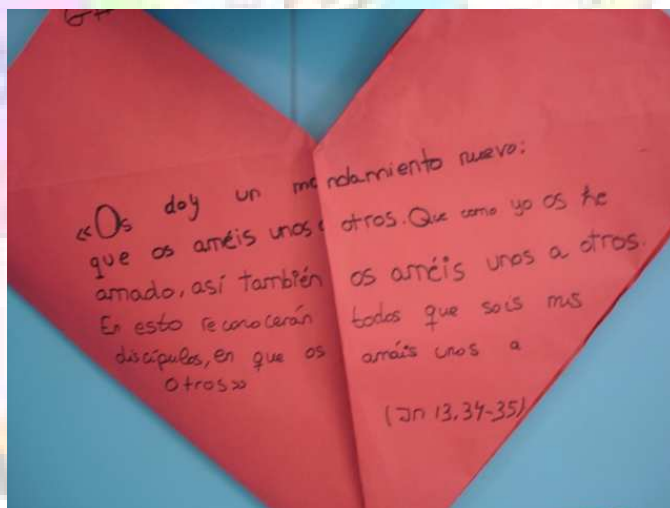 «Os doy un mandamiento nuevo:
que os améis unos a otros. Que como yo os he
amado, así también os améis unos a otros.
En esto reconocerán todos que sois mis
discípulos, en que os amáis unos a
otros»
(Jn 13,34-35)